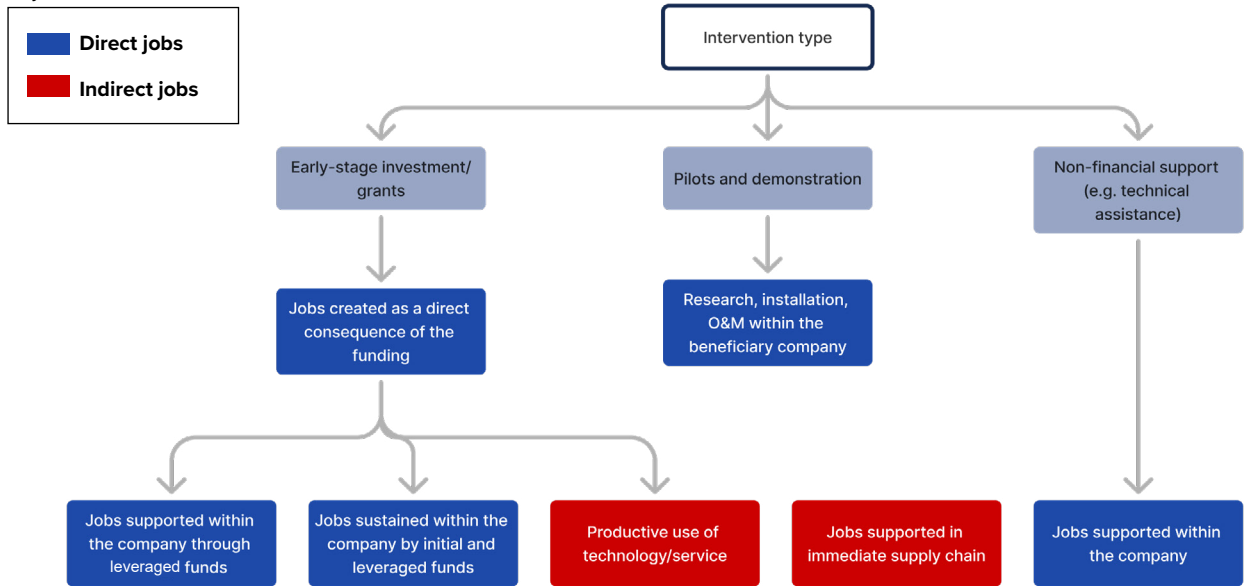 Direct jobs
Indirect jobs
Intervention type
Early-stage investment/
grants
Pilots and demonstration
Non-financial support
(e.g. technical
assistance)
Jobs created as a direct
consequence of the
funding
Research, installation,
O&M within the
beneficiary company
Jobs supported within
the company through
leveraged funds
Jobs sustained within the
company by initial and
leveraged funds
Productive use of
technology/service
Jobs supported in
immediate supply chain
Jobs supported within
the company